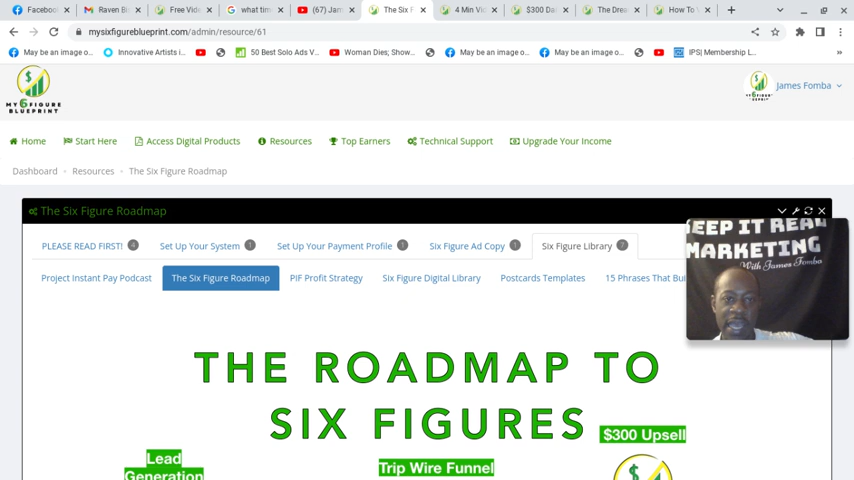 Facebook
Raven Bl
Free Vide
what tim
(67) Jam
The Six F
4 Min Vi
$300 Da
The Drea
How To
mysixfigureblueprint.com/admin/resource/61
May be an image o...
Innovative Artists i...
50 Best Solo Ads V...
Woman Dies; Show...
May be an image o...
May be an image o...
IPS| Membership L...
MY 6 FIGURE
BLUEPRINT
James Fomba
Home
Start Here
Access Digital Products
Resources
Top Earners
Technical Support
Upgrade Your Income
Dashboard - Resources - The Six Figure Roadmap
The Six Figure Roadmap
PLEASE READ FIRST! 4
Set Up Your System 1
Set Up Your Payment Profile 1
Six Figure Ad Copy 1
Six Figure Library 7
Project Instant Pay Podcast
The Six Figure Roadmap
PIF Profit Strategy
Six Figure Digital Library
Postcards Templates
15 Phrases That Bui
KEEP IT REAL
MARKETING
With James Fomba
THE ROADMAP TO
SIX FIGURES
$300 Upsell
Lead
Generation
Trip Wire Funnel